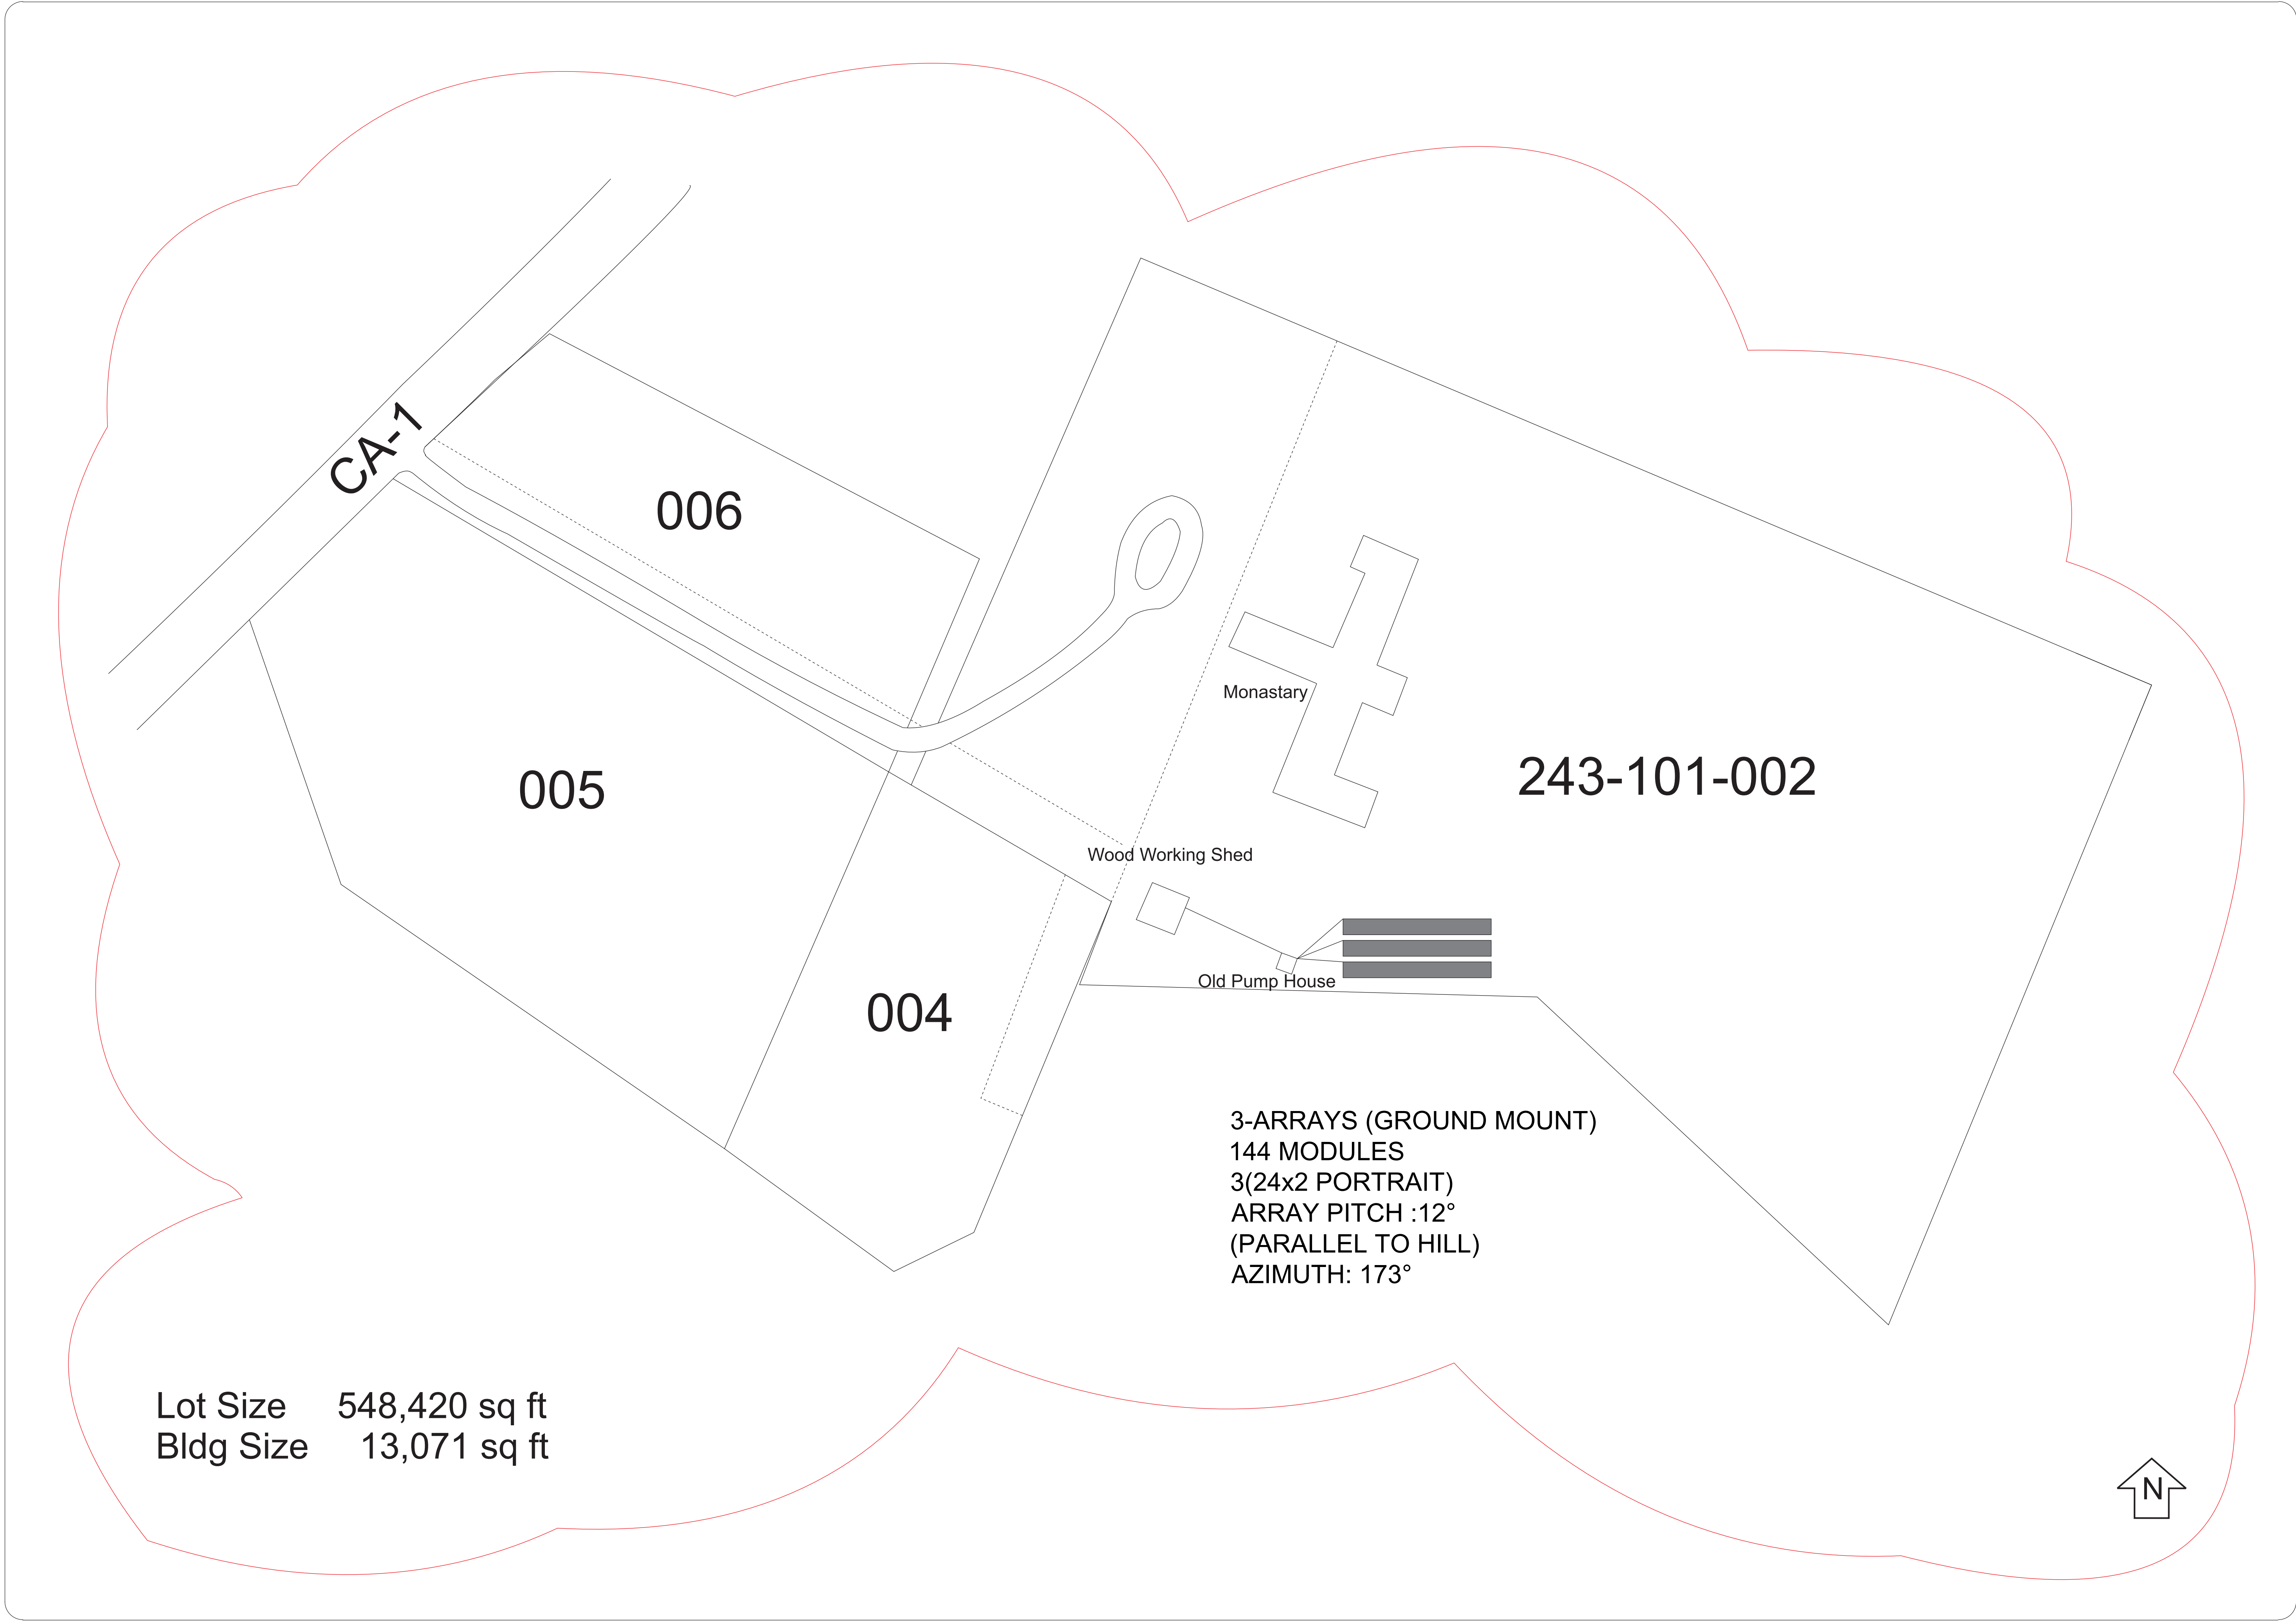 CA-1
006
Monastary
243-101-002
005
Wood Working Shed
Old Pump House
004
3-ARRAYS (GROUND MOUNT)
144 MODULES
3(24x2 PORTRAIT)
ARRAY PITCH :12°
(PARALLEL TO HILL)
AZIMUTH: 173°
Lot Size 548,420 sq ft
Bldg Size 13,071 sq ft
N